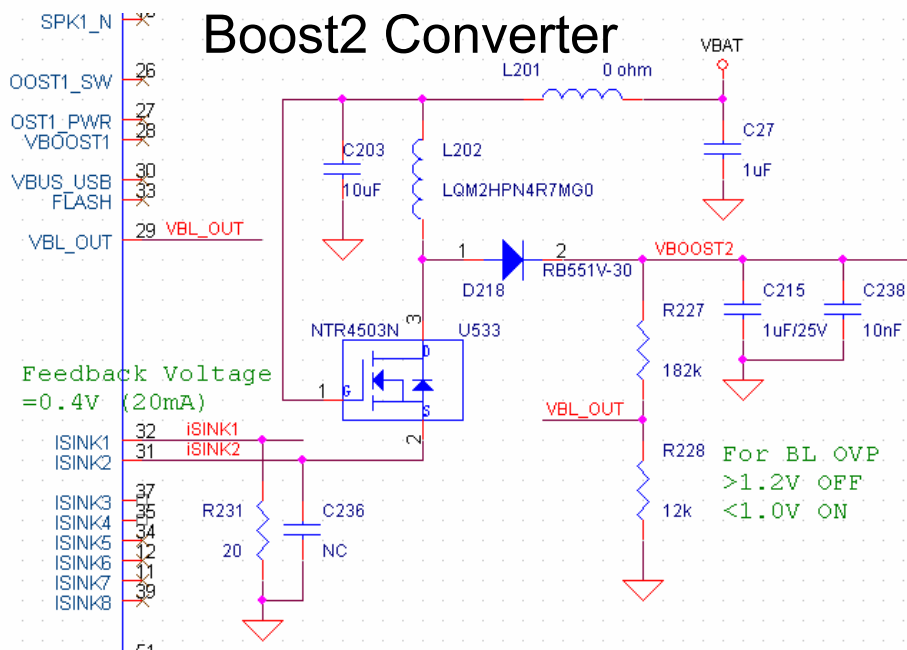 Boost2 Converter
SPK1_N
OOST1_SW 26
OST1_PWR 27
VBOOST1 28
VBUS_USB 30
FLASH 33
VBL_OUT 29 VBL_OUT
Feedback Voltage
=0.4V (20mA)
ISINK1 32 iSINK1
ISINK2 31 iSINK2
ISINK3 37
ISINK4 35
ISINK5 34
ISINK6 12
ISINK7 11
ISINK8 39
51
L201 0 ohm
VBAT
C27
1uF
C203
10uF
L202
LQM2HPN4R7MG0
1 2
D218
RB551V-30
VBOOST2
NTR4503N U533
3
D
1 G
S
2
R227
182k
C215
1uF/25V
C238
10nF
VBL_OUT
R228
12k
For BL OVP
>1.2V OFF
<1.0V ON
R231
20
C236
NC